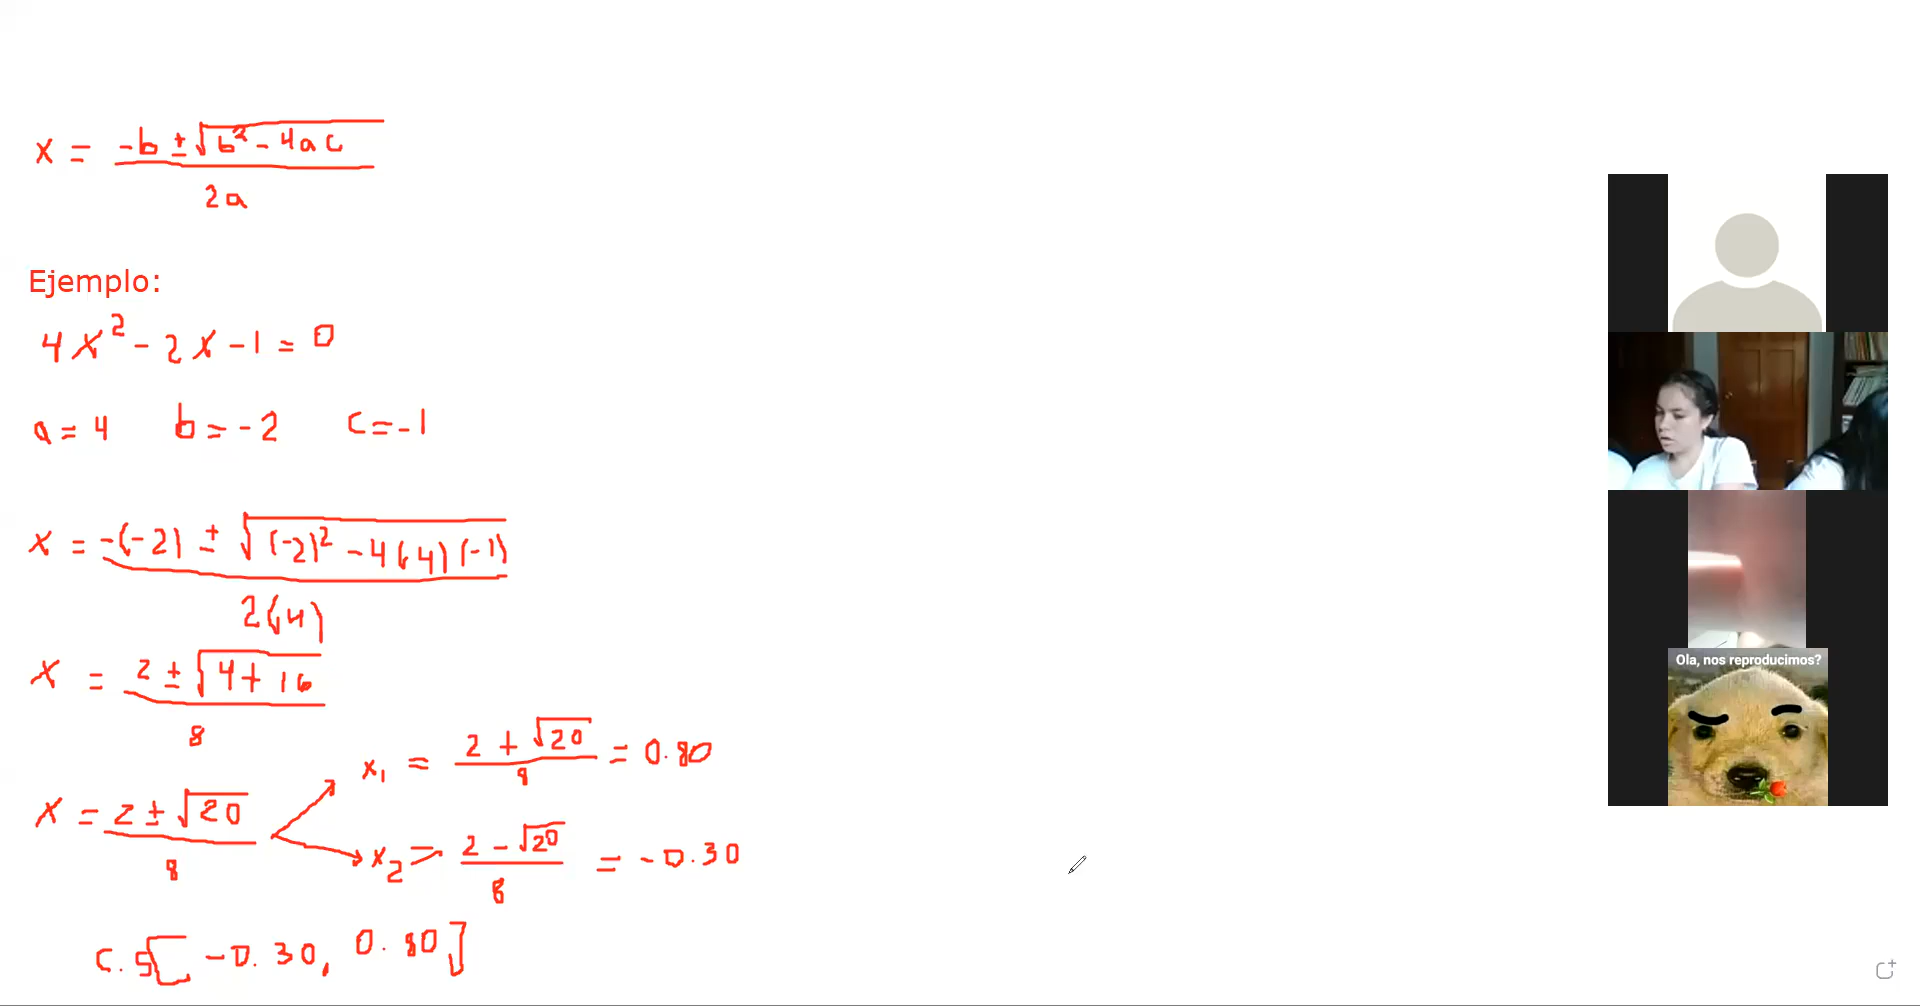 x = -b ± √b² - 4ac
2a
Ejemplo:
4x² - 2x - 1 = 0
a = 4 b = -2 c = -1
x = -(-2) ± √(-2)² - 4(4)(-1)
2(4)
x = 2 ± √4 + 16
8
x₁ = 2 + √20 = 0.80
8
x = 2 ± √20
8
x₂ = 2 - √20 = -0.30
8
C.S[ -0.30, 0.80]
Ola, nos reproducimos?